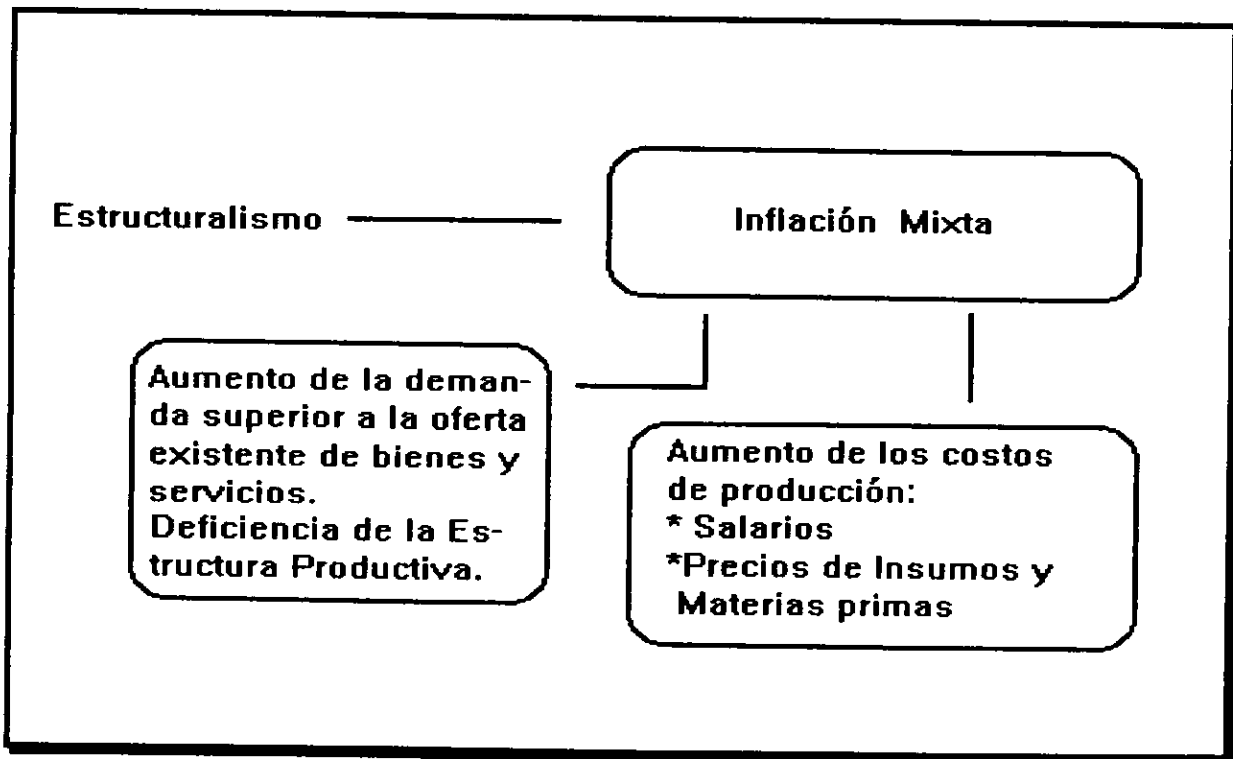 Estructuralismo
Inflación Mixta
Aumento de la deman-
da superior a la oferta
existente de bienes y
servicios.
Deficiencia de la Es-
tructura Productiva.
Aumento de los costos
de producción:
* Salarios
*Precios de Insumos y
Materias primas